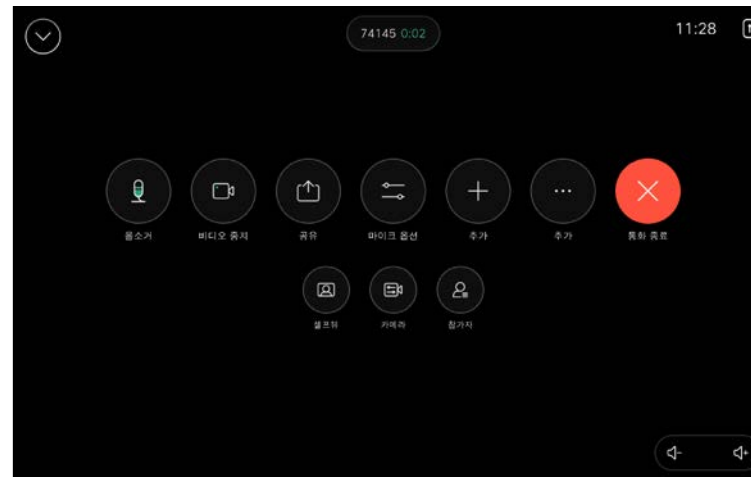 74145 0:02
11:28
음소거
비디오 중지
공유
마이크 옵션
추가
추가
통화 종료
셀프뷰
카메라
참가자